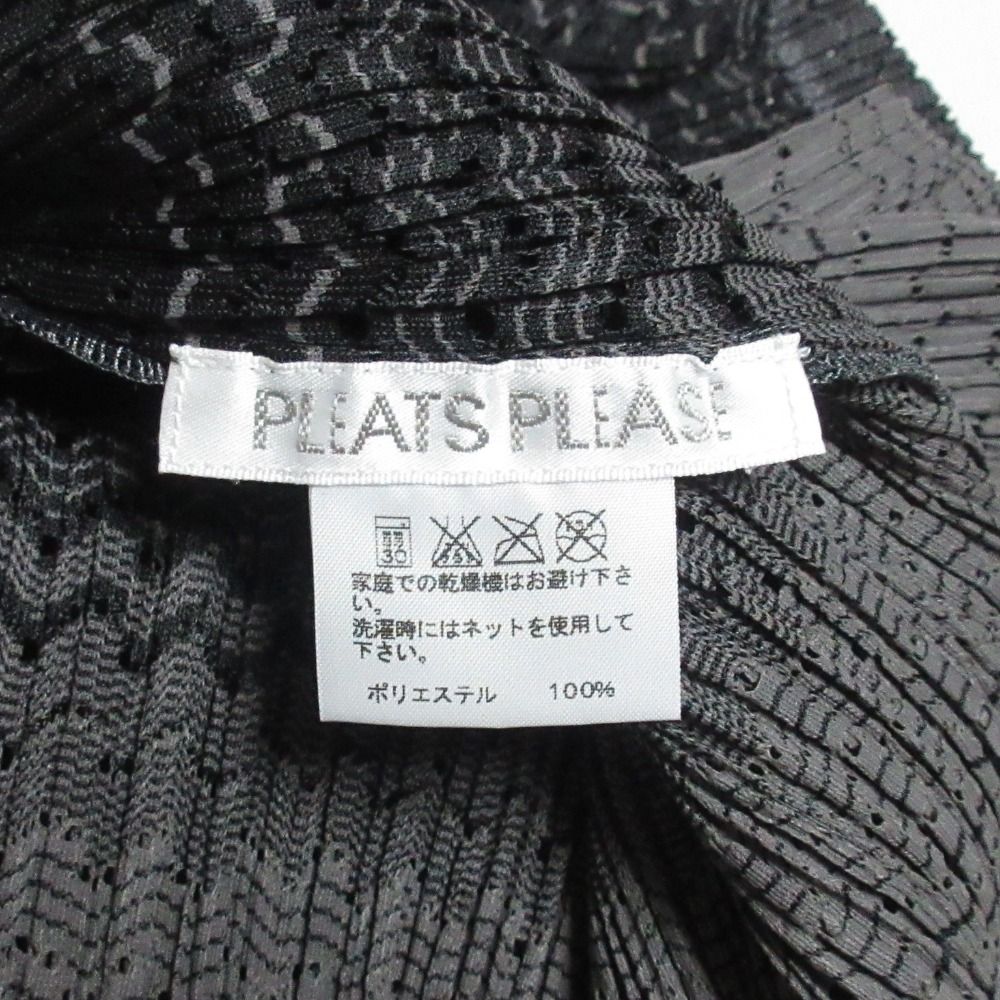 PLEATS PLEASE
30
家庭での乾燥機はお避け下さ
い。
洗濯時にはネットを使用して
下さい。
ポリエステル 100%